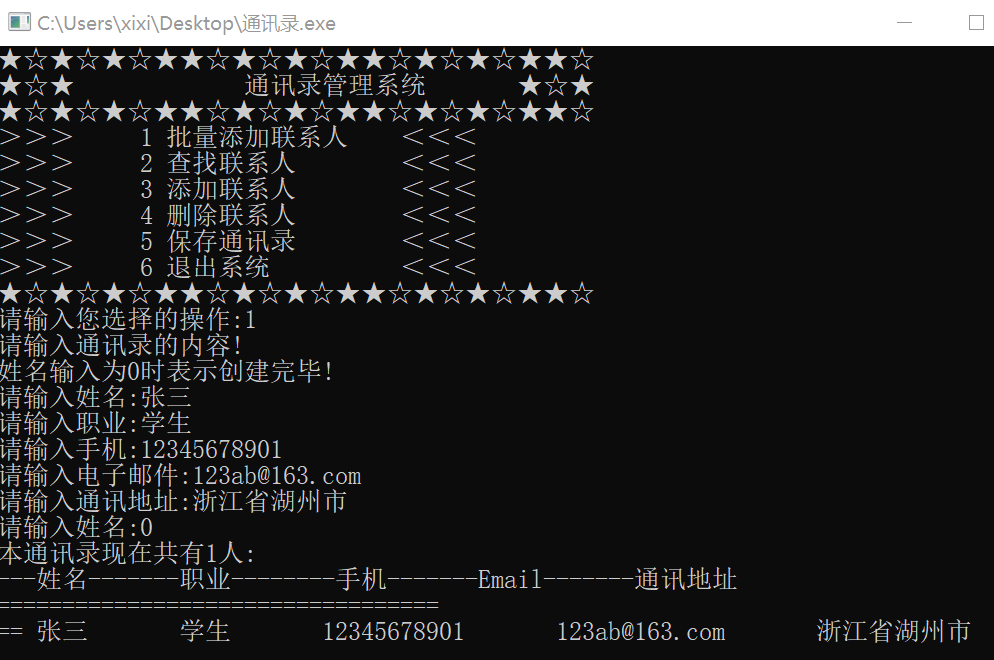 C:\Users\xixi\Desktop\通讯录.exe
★☆★☆★☆★★☆★☆★☆★★☆★☆★☆★★☆
★☆★ 通讯录管理系统 ★☆★
★☆★☆★☆★★☆★☆★☆★★☆★☆★☆★★☆
>>> 1 批量添加联系人 <<<
>>> 2 查找联系人 <<<
>>> 3 添加联系人 <<<
>>> 4 删除联系人 <<<
>>> 5 保存通讯录 <<<
>>> 6 退出系统 <<<
★☆★☆★☆★★☆★☆★☆★★☆★☆★☆★★☆
请输入您选择的操作:1
请输入通讯录的内容!
姓名输入为0时表示创建完毕!
请输入姓名:张三
请输入职业:学生
请输入手机:12345678901
请输入电子邮件:123ab@163.com
请输入通讯地址:浙江省湖州市
请输入姓名:0
本通讯录现在共有1人:
---姓名-------职业--------手机-------Email-------通讯地址
==================================
== 张三 学生 12345678901 123ab@163.com 浙江省湖州市